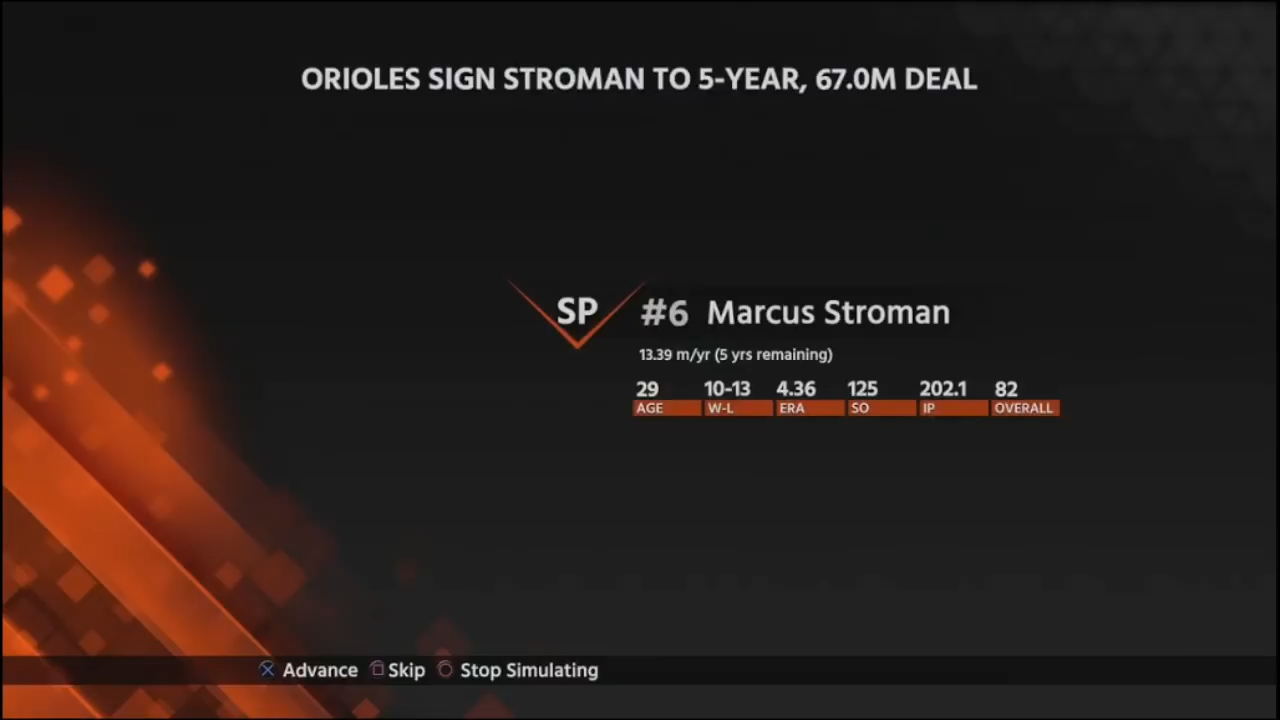 ORIOLES SIGN STROMAN TO 5-YEAR, 67.0M DEAL
SP #6 Marcus Stroman
13.39 m/yr (5 yrs remaining)
29 10-13 4.36 125 202.1 82
AGE W-L ERA SO IP OVERALL
Advance Skip Stop Simulating